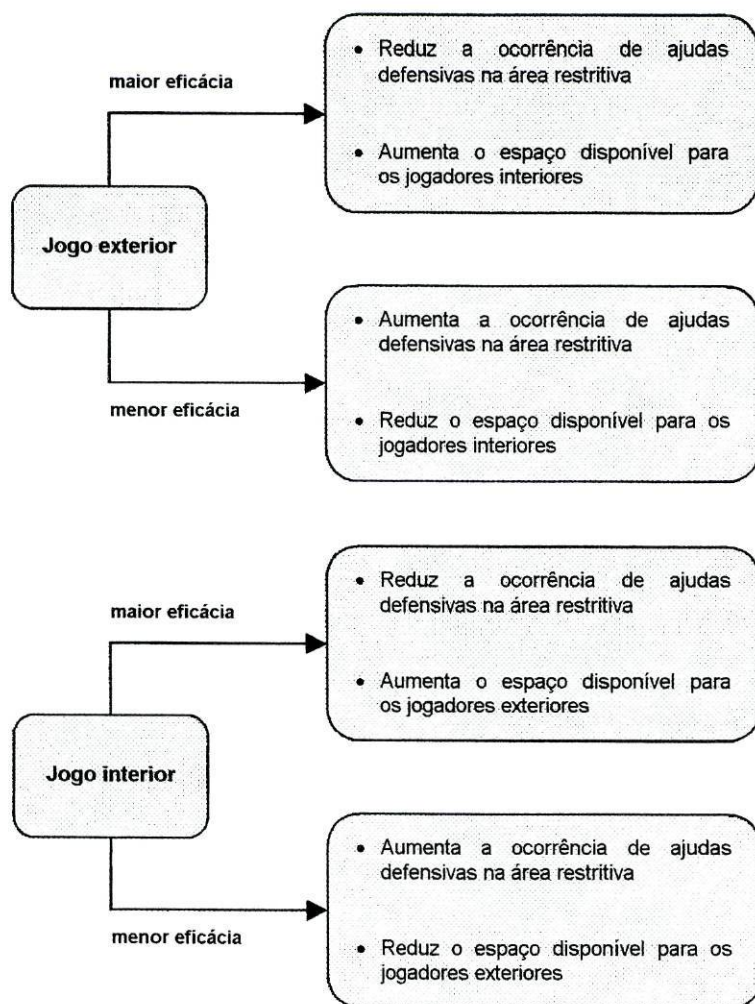 • Reduz a ocorrência de ajudas
defensivas na área restritiva
• Aumenta o espaço disponível para
os jogadores interiores
maior eficácia
Jogo exterior
menor eficácia
• Aumenta a ocorrência de ajudas
defensivas na área restritiva
• Reduz o espaço disponível para os
jogadores interiores
• Reduz a ocorrência de ajudas
defensivas na área restritiva
• Aumenta o espaço disponível para
os jogadores exteriores
maior eficácia
Jogo interior
menor eficácia
• Aumenta a ocorrência de ajudas
defensivas na área restritiva
• Reduz o espaço disponível para os
jogadores exteriores